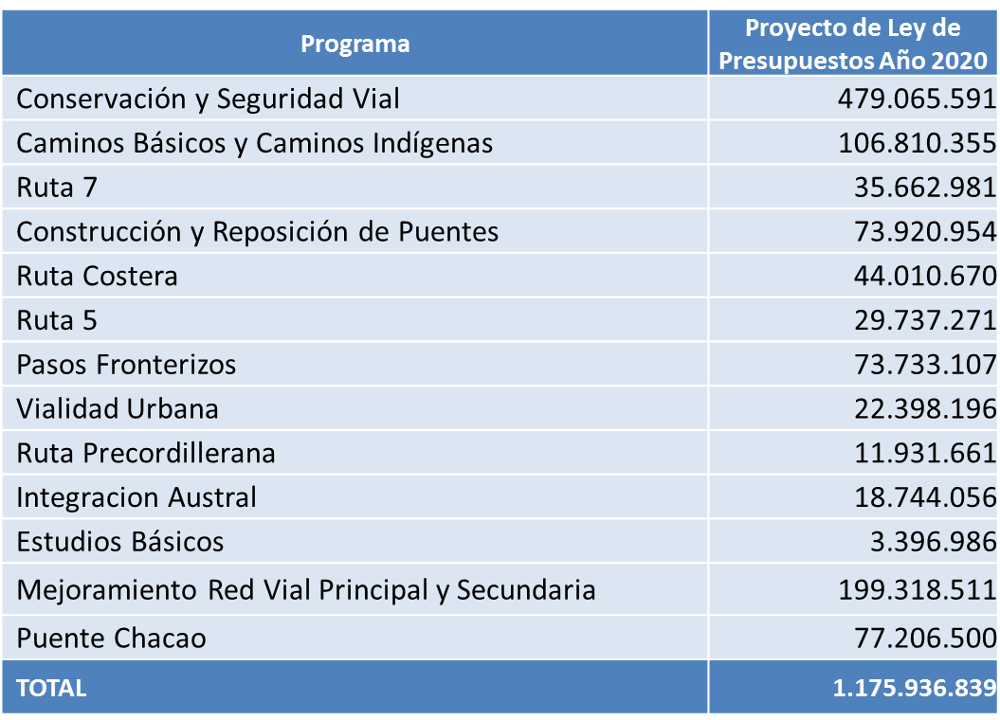 Programa
Proyecto de Ley de
Presupuestos Año 2020
Conservación y Seguridad Vial 479.065.591
Caminos Básicos y Caminos Indígenas 106.810.355
Ruta 7 35.662.981
Construcción y Reposición de Puentes 73.920.954
Ruta Costera 44.010.670
Ruta 5 29.737.271
Pasos Fronterizos 73.733.107
Vialidad Urbana 22.398.196
Ruta Precordillerana 11.931.661
Integracion Austral 18.744.056
Estudios Básicos 3.396.986
Mejoramiento Red Vial Principal y Secundaria 199.318.511
Puente Chacao 77.206.500
TOTAL 1.175.936.839